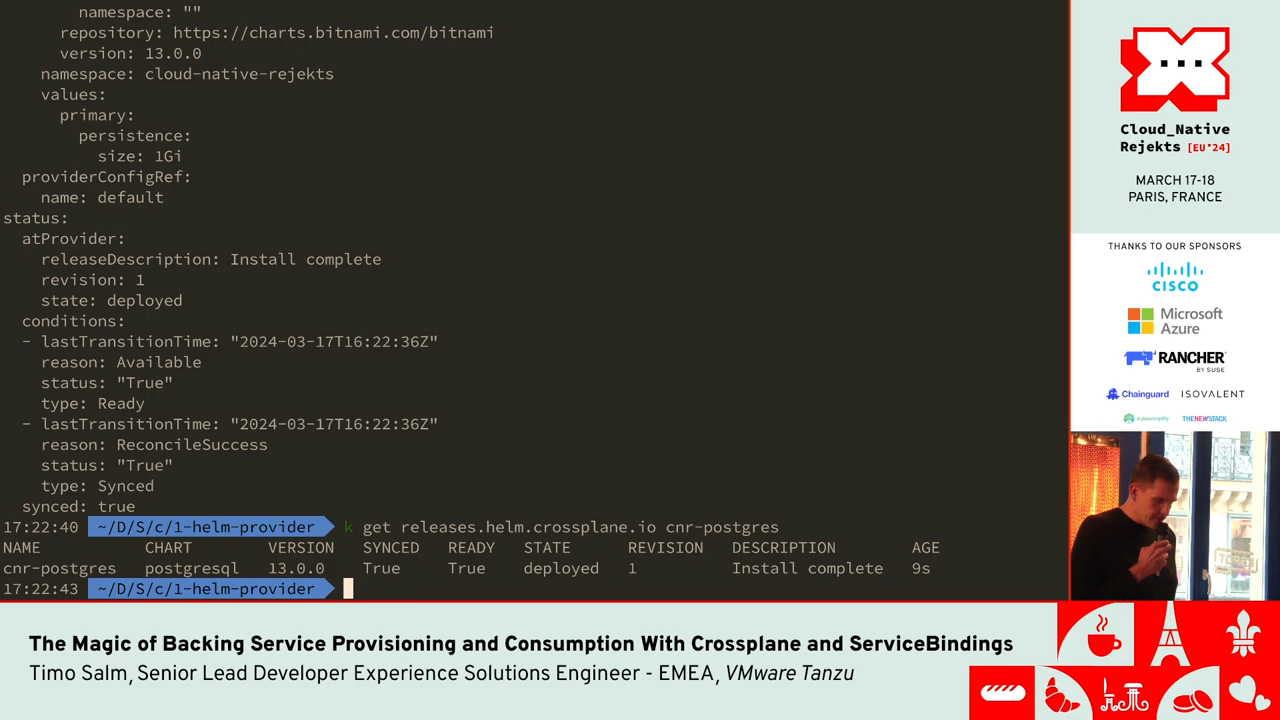 namespace: ""
repository: https://charts.bitnami.com/bitnami
version: 13.0.0
namespace: cloud-native-rejekts
values:
primary:
persistence:
size: 1Gi
providerConfigRef:
name: default
status:
atProvider:
releaseDescription: Install complete
revision: 1
state: deployed
conditions:
- lastTransitionTime: "2024-03-17T16:22:36Z"
reason: Available
status: "True"
type: Ready
- lastTransitionTime: "2024-03-17T16:22:36Z"
reason: ReconcileSuccess
status: "True"
type: Synced
synced: true
17:22:40 ~/D/S/c/1-helm-provider k get releases.helm.crossplane.io cnr-postgres
NAME CHART VERSION SYNCED READY STATE REVISION DESCRIPTION AGE
cnr-postgres postgresql 13.0.0 True True deployed 1 Install complete 9s
17:22:43 ~/D/S/c/1-helm-provider
Cloud_Native
Rejekts [EU'24]
MARCH 17-18
PARIS, FRANCE
THANKS TO OUR SPONSORS
CISCO
Microsoft
Azure
RANCHER
BY SUSE
Chainguard ISOVALENT
Kubesimplify THENEWSTACK
The Magic of Backing Service Provisioning and Consumption With Crossplane and ServiceBindings
Timo Salm, Senior Lead Developer Experience Solutions Engineer - EMEA, VMware Tanzu